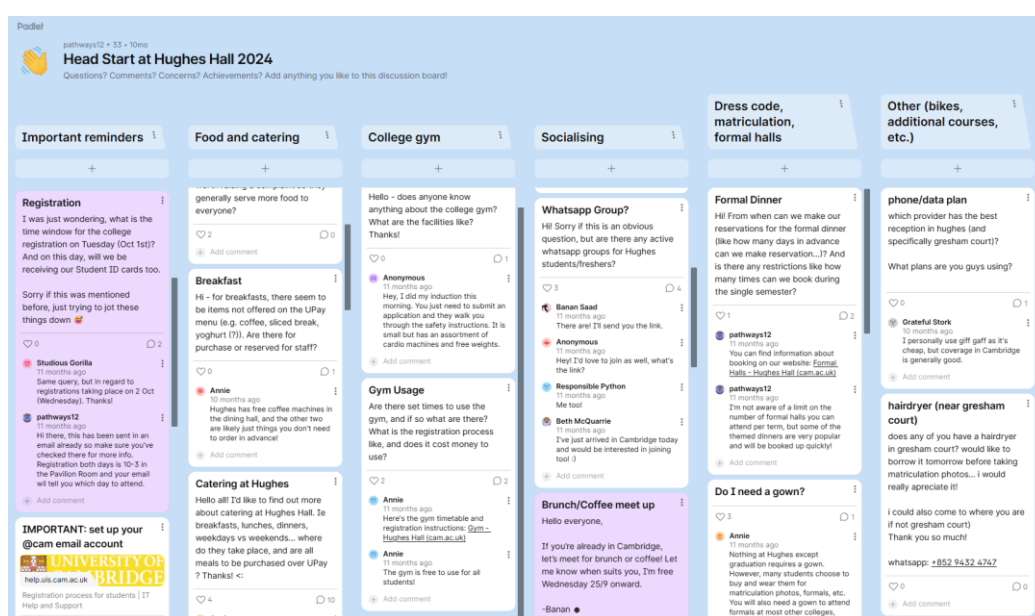 Padlet
pathways12 + 33 • 10mo
Head Start at Hughes Hall 2024
Questions? Comments? Concerns? Achievements? Add anything you like to this discussion board!
Important reminders
Registration
I was just wondering, what is the
time window for the college
registration on Tuesday (Oct 1st)?
And on this day, will we be
receiving our Student ID cards too.
Sorry if this was mentioned
before, just trying to jot these
things down 😅
0
2
Studious Gorilla
11 months ago
Same query, but in regard to
registrations taking place on 2 Oct
(Wednesday). Thanks!
pathways12
11 months ago
Hi there, this has been sent in an
email already so make sure you've
checked there for more info.
Registration both days is 10-3 in
the Pavilion Room and your email
wil tell you which day to attend.
Add comment
IMPORTANT: set up your
@cam email account
UNIVERSITY OF
help.uis.cam.ac.uk
BRIDGE
Registration process for students | IT
Help and Support
Food and catering
generally serve more food to
everyone?
2
0
Add comment
Breakfast
Hi - for breakfasts, there seem to
be items not offered on the UPay
menu (e.g. coffee, sliced break,
yoghurt (?)). Are there for
purchase or reserved for staff?
0
1
Annie
10 months ago
Hughes has free coffee machines in
the dining hall, and the other two
are likely just things you don't need
to order in advance!
Add comment
Catering at Hughes
Hello all! I'd like to find out more
about catering at Hughes Hall. Ie
breakfasts, lunches, dinners,
weekdays vs weekends... where
do they take place, and are all
meals to be purchased over UPay
? Thanks! <:
4
10
College gym
Hello - does anyone know
anything about the college gym?
What are the facilities like?
Thanks!
0
1
Anonymous
11 months ago
Hey, I did my induction this
morning. You just need to submit an
application and they walk you
through the safety instructions. It is
small but has an assortment of
cardio machines and free weights.
Add comment
Gym Usage
Are there set times to use the
gym, and if so what are there?
What is the registration process
like, and does it cost money to
use?
2
2
Annie
11 months ago
Here's the gym timetable and
registration instructions: Gym -
Hughes Hall (cam.ac.uk)
Annie
11 months ago
The gym is free to use for all
students!
Add comment
Socialising
Whatsapp Group?
Hi! Sorry if this is an obvious
question, but are there any active
whatsapp groups for Hughes
students/freshers?
3
4
Banan Saad
11 months ago
There are! I'll send you the link.
Anonymous
11 months ago
Hey! I'd love to join as well, what's
the link?
Responsible Python
11 months ago
Me too!
Beth McQuarrie
11 months ago
I've just arrived in Cambridge today
and would be interested in joining
too! :)
Add comment
Brunch/Coffee meet up
Hello everyone,
If you're already in Cambridge,
let's meet for brunch or coffee! Let
me know when suits you, I'm free
Wednesday 25/9 onward.
-Banan
Dress code,
matriculation,
formal halls
Formal Dinner
Hi! From when can we make our
reservations for the formal dinner
(like how many days in advance
can we make reservation...)? And
is there any restrictions like how
many times can we book during
the single semester?
1
2
pathways12
11 months ago
You can find information about
booking on our website: Formal
Halls - Hughes Hall (cam.ac.uk)
pathways12
11 months ago
I'm not aware of a limit on the
number of formal halls you can
attend per term, but some of the
themed dinners are very popular
and will be booked up quickly!
Add comment
Do I need a gown?
3
1
Annie
11 months ago
Nothing at Hughes except
graduation requires a gown.
However, many students choose to
buy and wear them for
matriculation photos, formals, etc.
You will also need a gown to attend
formals at most other colleges,
Other (bikes,
additional courses,
etc.)
phone/data plan
which provider has the best
reception in hughes (and
specifically gresham court)?
What plans are you guys using?
0
1
Grateful Stork
10 months ago
I personally use giff gaff as it's
cheap, but coverage in Cambridge
is generally good.
Add comment
hairdryer (near gresham
court)
does any of you have a hairdryer
in gresham court? would like to
borrow it tomorrow before taking
matriculation photos... i would
really apreciate it!
i could also come to where you are
if not gresham court)
Thank you so much!
whatsapp: +852 9432 4747
0
0
Add comment